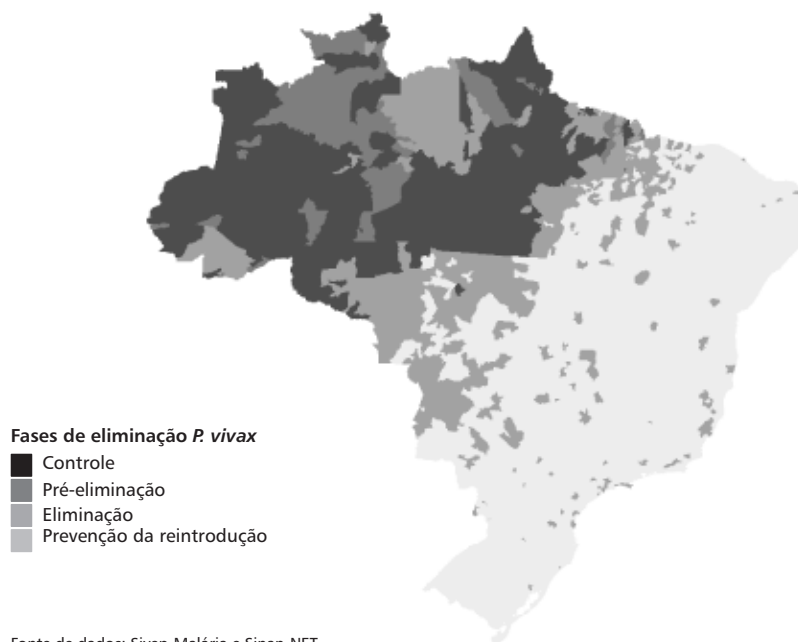 Fases de eliminação P. vivax
Controle
Pré-eliminação
Eliminação
Prevenção da reintrodução
Fonte de dados: Sivep-Malária e Sinan-NET